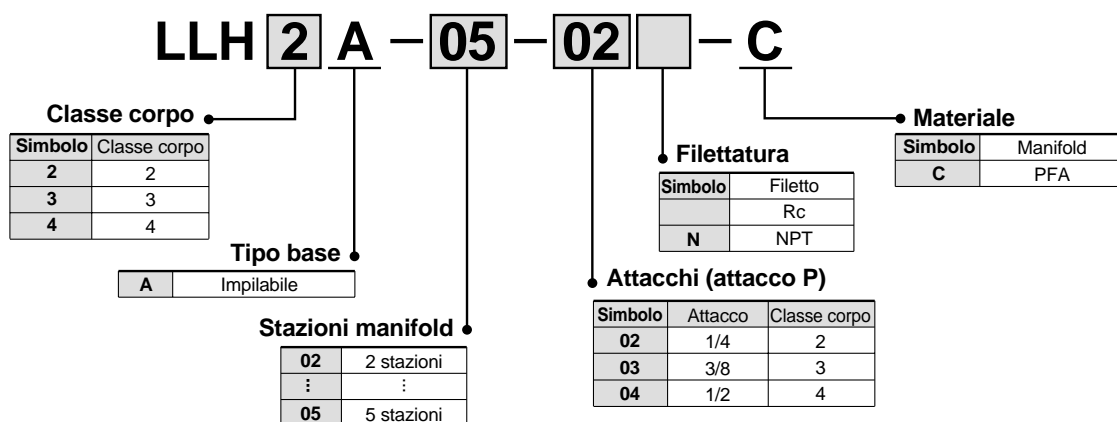 LLH 2 A — 05 — 02 — C
Classe corpo
Simbolo Classe corpo
2 2
3 3
4 4
Tipo base
A Impilabile
Stazioni manifold
02 2 stazioni
⋮ ⋮
05 5 stazioni
Attacchi (attacco P)
Simbolo Attacco Classe corpo
02 1/4 2
03 3/8 3
04 1/2 4
Filettatura
Simbolo Filetto
Rc
N NPT
Materiale
Simbolo Manifold
C PFA